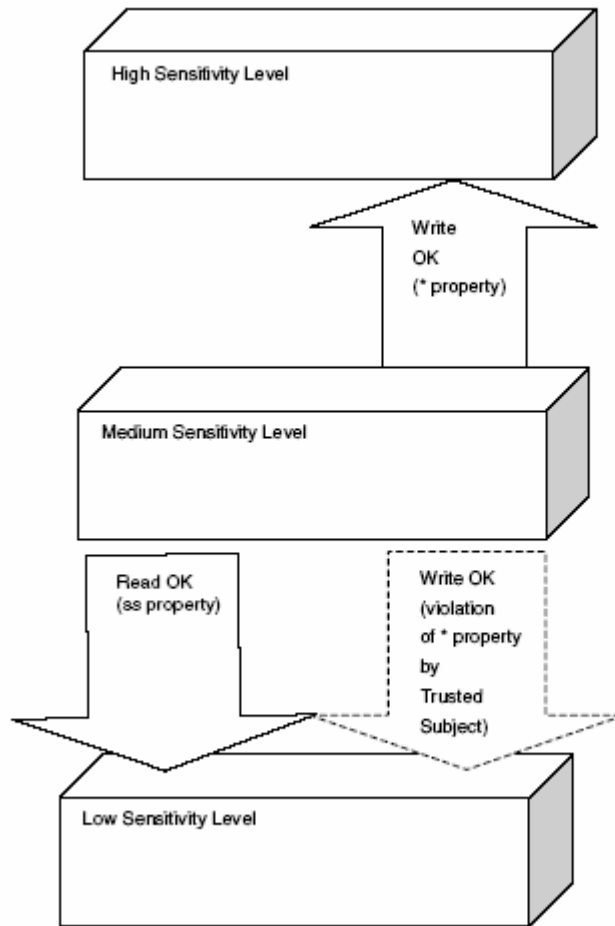 High Sensitivity Level
Write
OK
(* property)
Medium Sensitivity Level
Read OK
(ss property)
Write OK
(violation
of * property
by
Trusted
Subject)
Low Sensitivity Level